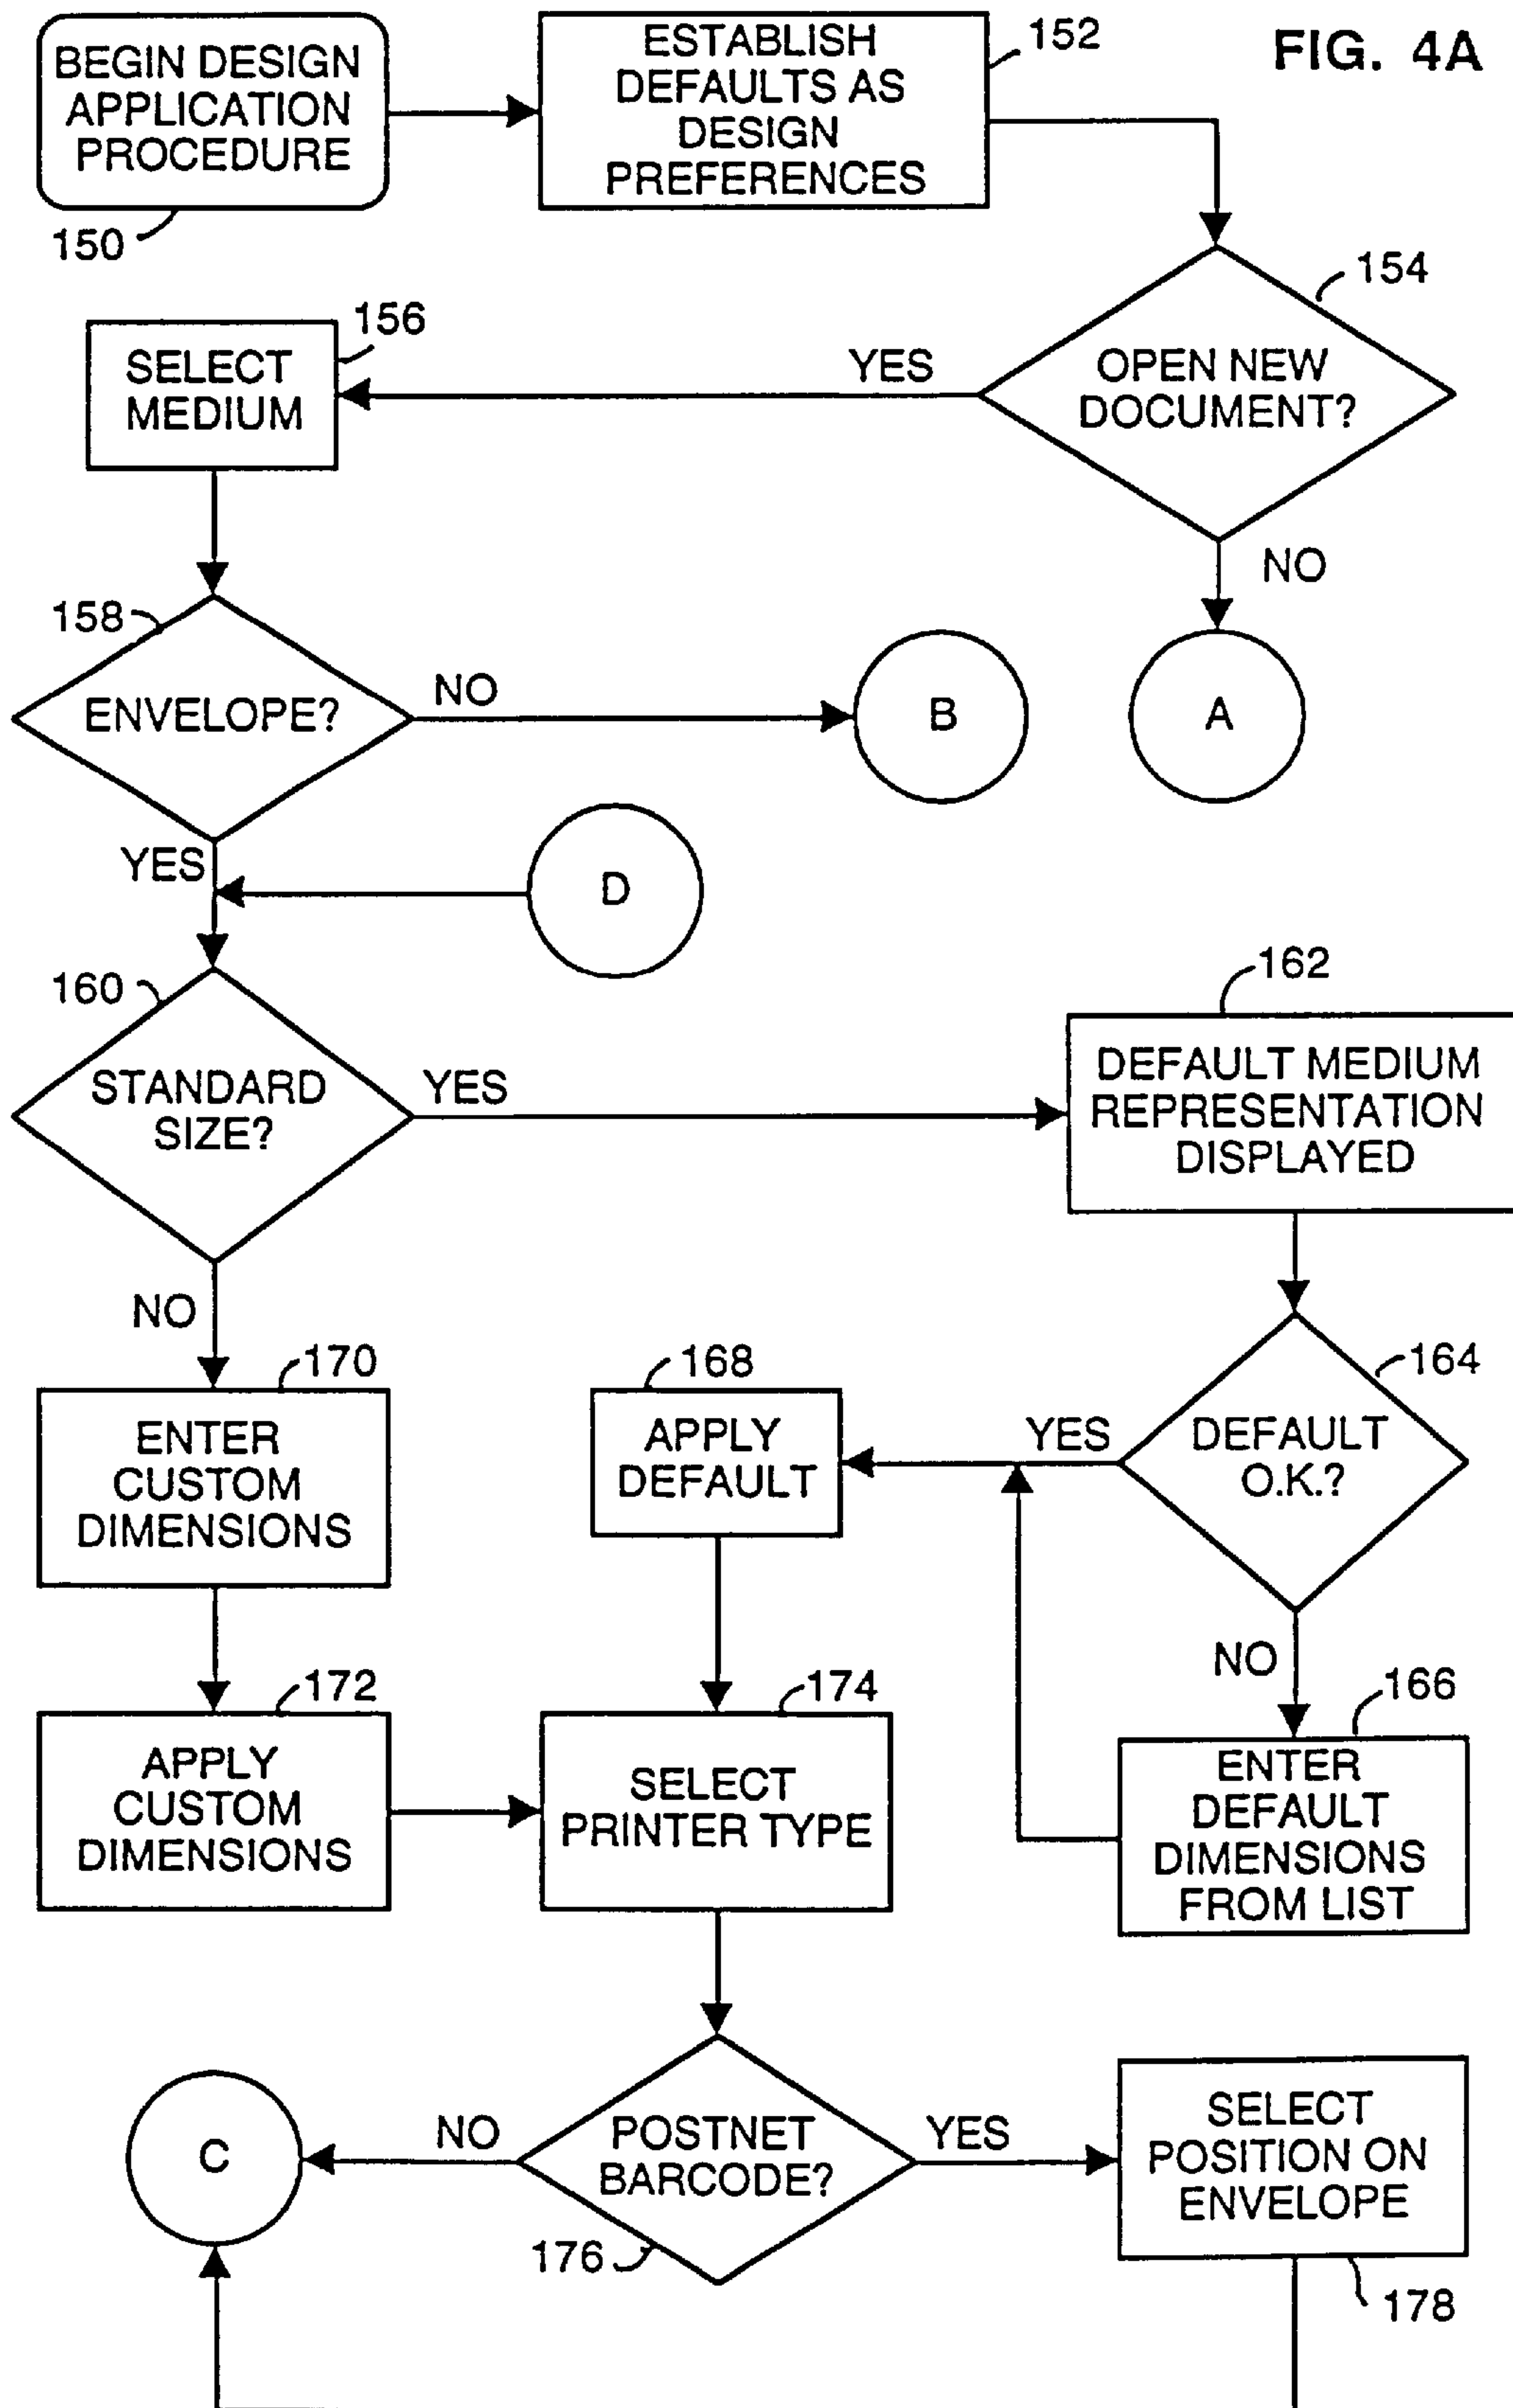 FIG. 4A
BEGIN DESIGN
APPLICATION
PROCEDURE
150
ESTABLISH
DEFAULTS AS
DESIGN
PREFERENCES
152
154
OPEN NEW
DOCUMENT?
YES
NO
156
SELECT
MEDIUM
158
ENVELOPE?
NO
B
A
YES
D
160
STANDARD
SIZE?
YES
162
DEFAULT MEDIUM
REPRESENTATION
DISPLAYED
NO
164
DEFAULT
O.K.?
YES
168
APPLY
DEFAULT
170
ENTER
CUSTOM
DIMENSIONS
NO
166
ENTER
DEFAULT
DIMENSIONS
FROM LIST
172
APPLY
CUSTOM
DIMENSIONS
174
SELECT
PRINTER TYPE
C
NO
POSTNET
BARCODE?
176
YES
SELECT
POSITION ON
ENVELOPE
178